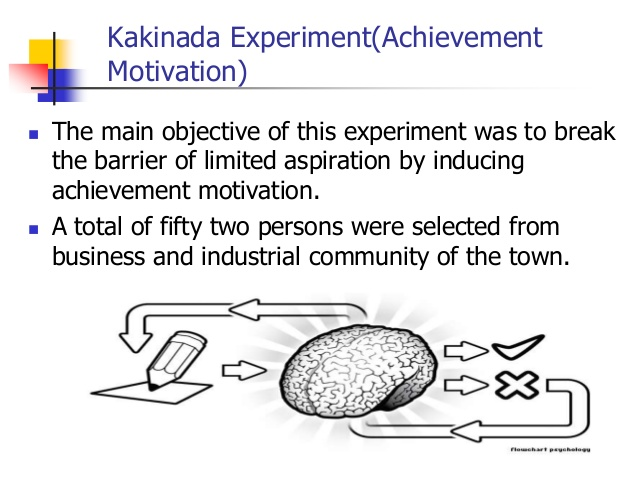 Kakinada Experiment(Achievement
Motivation)
The main objective of this experiment was to break
the barrier of limited aspiration by inducing
achievement motivation.
A total of fifty two persons were selected from
business and industrial community of the town.
flowchart psychology